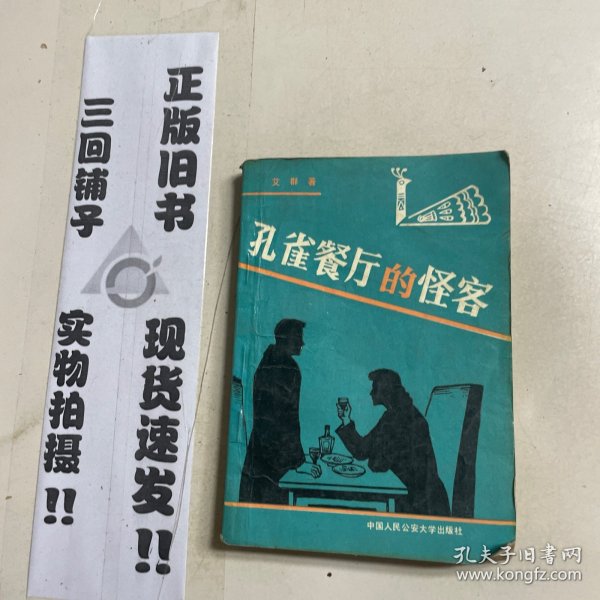 正版旧书
现货速发!!
三回铺子
实物拍摄!!
艾群 著
孔雀餐厅的怪客
中国人民公安大学出版社
孔夫子旧书网
www.kongfz.com